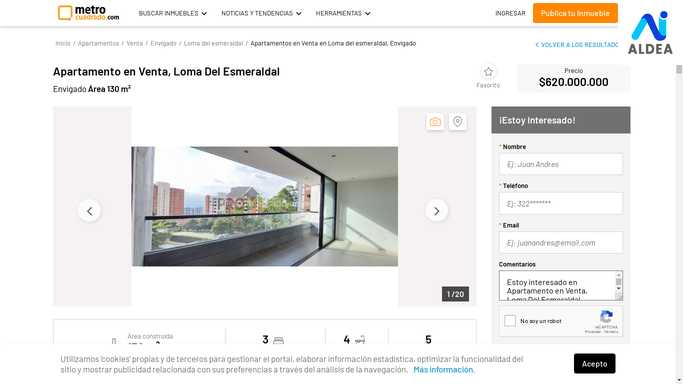 metro
cuadrado.com
BUSCAR INMUEBLES
NOTICIAS Y TENDENCIAS
HERRAMIENTAS
INGRESAR
Publica tu Inmueble
ALDEA
Inicio / Apartamentos / Venta / Envigado / Loma del esmeraldal / Apartamentos en Venta en Loma del esmeraldal, Envigado
< VOLVER A LOS RESULTADO
Apartamento en Venta, Loma Del Esmeraldal
Envigado Área 130 m²
Favorito
Precio
$620.000.000
¡Estoy Interesado!
* Nombre
Ej: Juan Andres
* Teléfono
Ej: 322*******
* Email
Ej: juanandres@email.com
Comentarios
Estoy interesado en
Apartamento en Venta,
Loma Del Esmeraldal
No soy un robot
reCAPTCHA
Privacidad - Términos
1 / 20
Área construida
3
4
5
Utilizamos 'cookies' propias y de terceros para gestionar el portal, elaborar información estadística, optimizar la funcionalidad del
sitio y mostrar publicidad relacionada con sus preferencias a través del análisis de la navegación. Más información.
Acepto